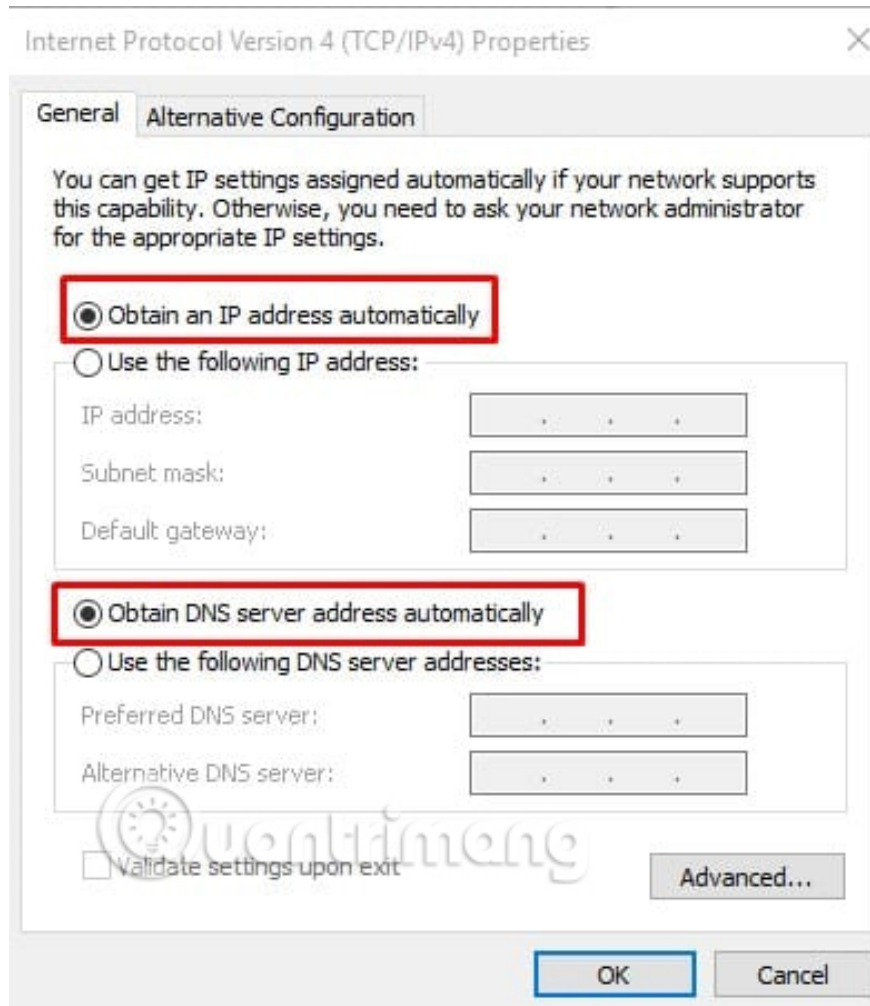 Internet Protocol Version 4 (TCP/IPv4) Properties
General
Alternative Configuration
You can get IP settings assigned automatically if your network supports
this capability. Otherwise, you need to ask your network administrator
for the appropriate IP settings.
Obtain an IP address automatically
Use the following IP address:
IP address:
Subnet mask:
Default gateway:
Obtain DNS server address automatically
Use the following DNS server addresses:
Preferred DNS server:
Alternative DNS server:
Quantrimang
Validate settings upon exit
Advanced...
OK
Cancel